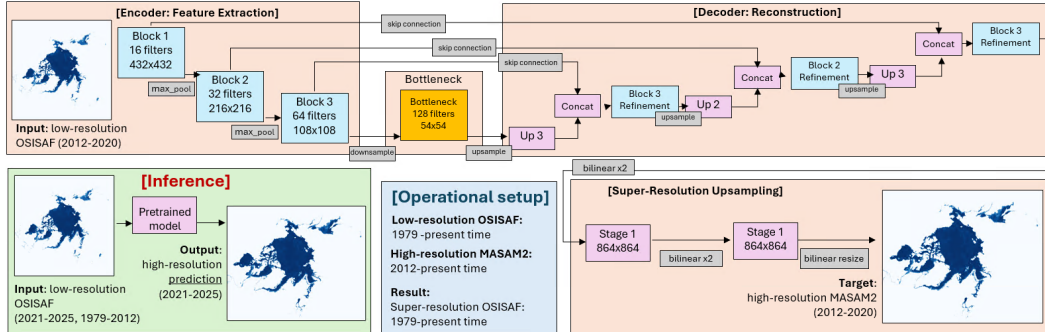 [Encoder: Feature Extraction]
Block 1
16 filters
432x432
max_pool
Block 2
32 filters
216x216
max_pool
Block 3
64 filters
108x108
Input: low-resolution
OSISAF (2012-2020)
skip connection
skip connection
skip connection
Bottleneck
Bottleneck
128 filters
54x54
downsample
upsample
[Decoder: Reconstruction]
Up 3
Concat
Block 3
Refinement
upsample
Up 2
Concat
Block 2
Refinement
upsample
Up 3
Concat
Block 3
Refinement
bilinear x2
[Inference]
Pretrained
model
Output:
high-resolution
prediction
(2021-2025)
Input: low-resolution
OSISAF
(2021-2025, 1979-2012)
[Operational setup]
Low-resolution OSISAF:
1979 -present time
High-resolution MASAM2:
2012-present time
Result:
Super-resolution OSISAF:
1979-present time
[Super-Resolution Upsampling]
Stage 1
864x864
bilinear x2
Stage 1
864x864
bilinear resize
Target:
high-resolution MASAM2
(2012-2020)